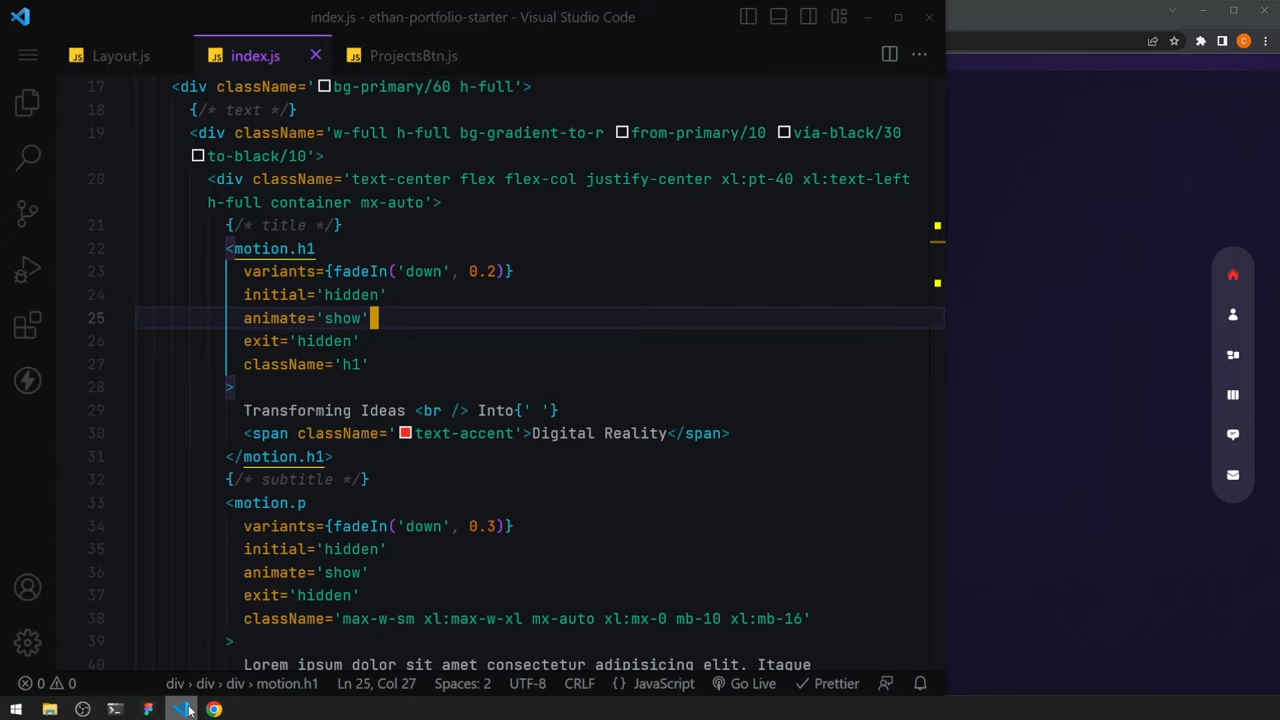 index.js - ethan-portfolio-starter - Visual Studio Code
JS Layout.js
JS index.js
JS ProjectsBtn.js
17 <div className='bg-primary/60 h-full'>
18 {/* text */}
19 <div className='w-full h-full bg-gradient-to-r from-primary/10 via-black/30
to-black/10'>
20 <div className='text-center flex flex-col justify-center xl:pt-40 xl:text-left
h-full container mx-auto'>
21 {/* title */}
22 <motion.h1
23 variants={fadeIn('down', 0.2)}
24 initial='hidden'
25 animate='show'
26 exit='hidden'
27 className='h1'
28 >
29 Transforming Ideas <br /> Into{' '}
30 <span className='text-accent'>Digital Reality</span>
31 </motion.h1>
32 {/* subtitle */}
33 <motion.p
34 variants={fadeIn('down', 0.3)}
35 initial='hidden'
36 animate='show'
37 exit='hidden'
38 className='max-w-sm xl:max-w-xl mx-auto xl:mx-0 mb-10 xl:mb-16'
39 >
40 Lorem ipsum dolor sit amet consectetur adipisicing elit. Itaque
0 0 div › div › div › motion.h1 Ln 25, Col 27 Spaces: 2 UTF-8 CRLF {} JavaScript Go Live Prettier
C